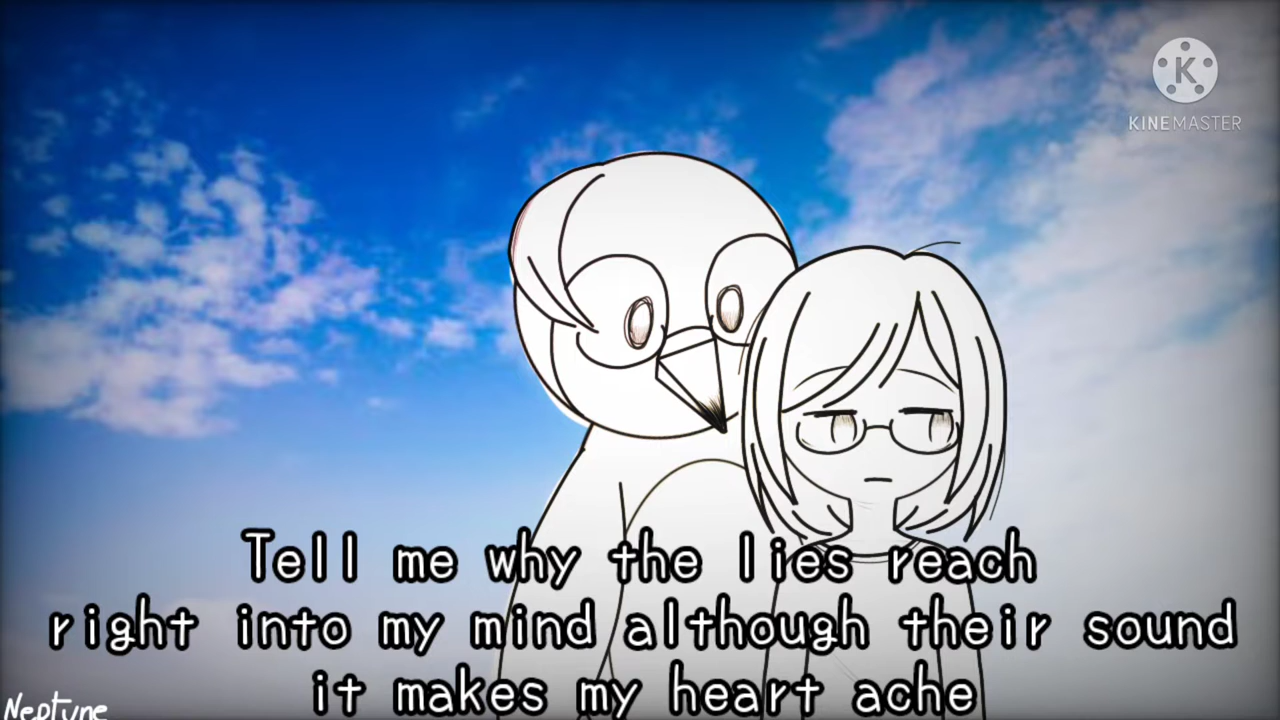 K
KINEMASTER
Tell me why the lies reach
right into my mind although their sound
it makes my heart ache
Neptune